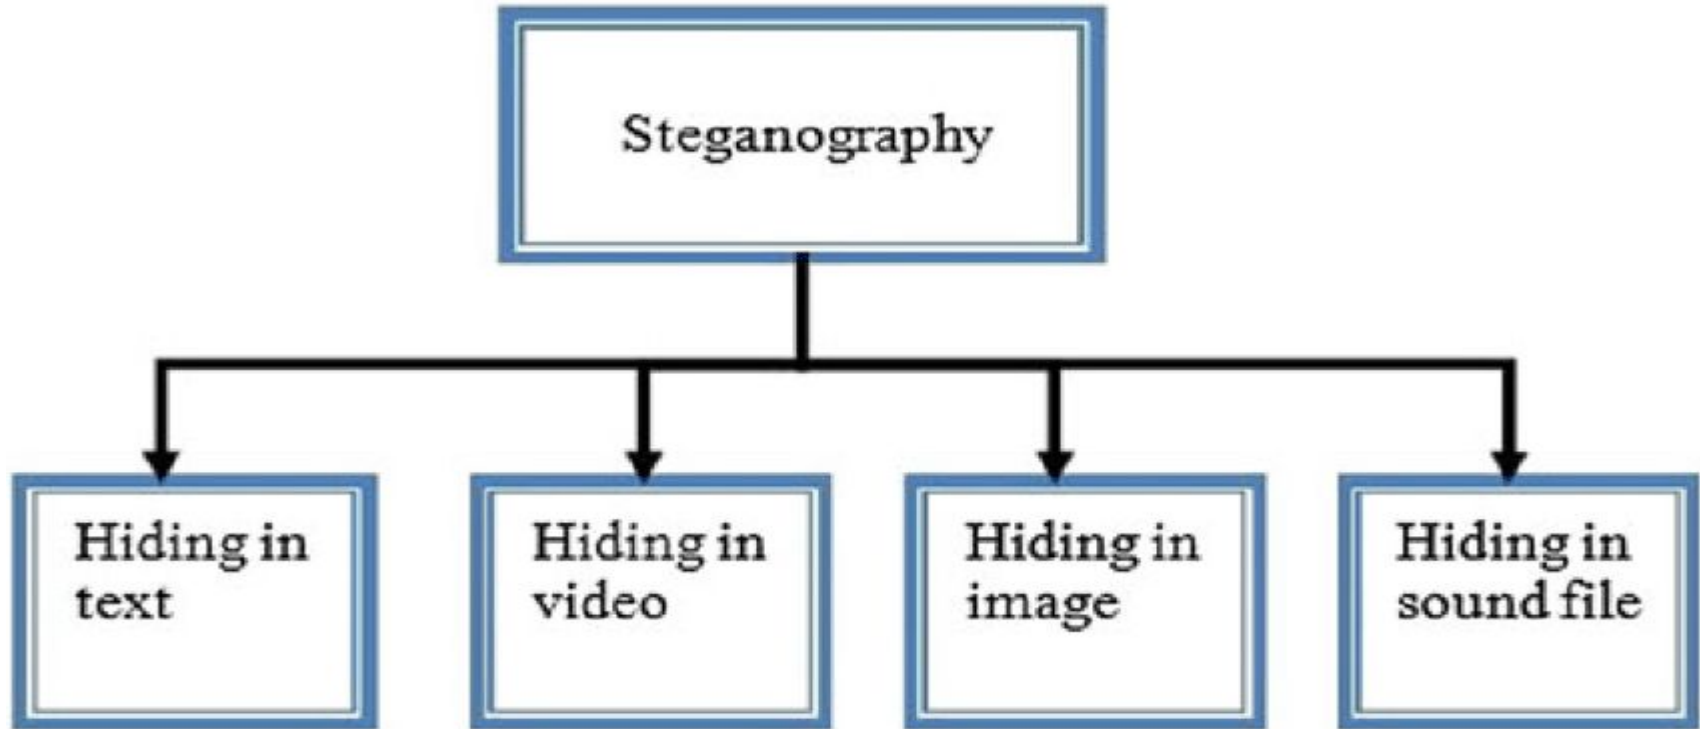 Steganography
Hiding in
text
Hiding in
video
Hiding in
image
Hiding in
sound file